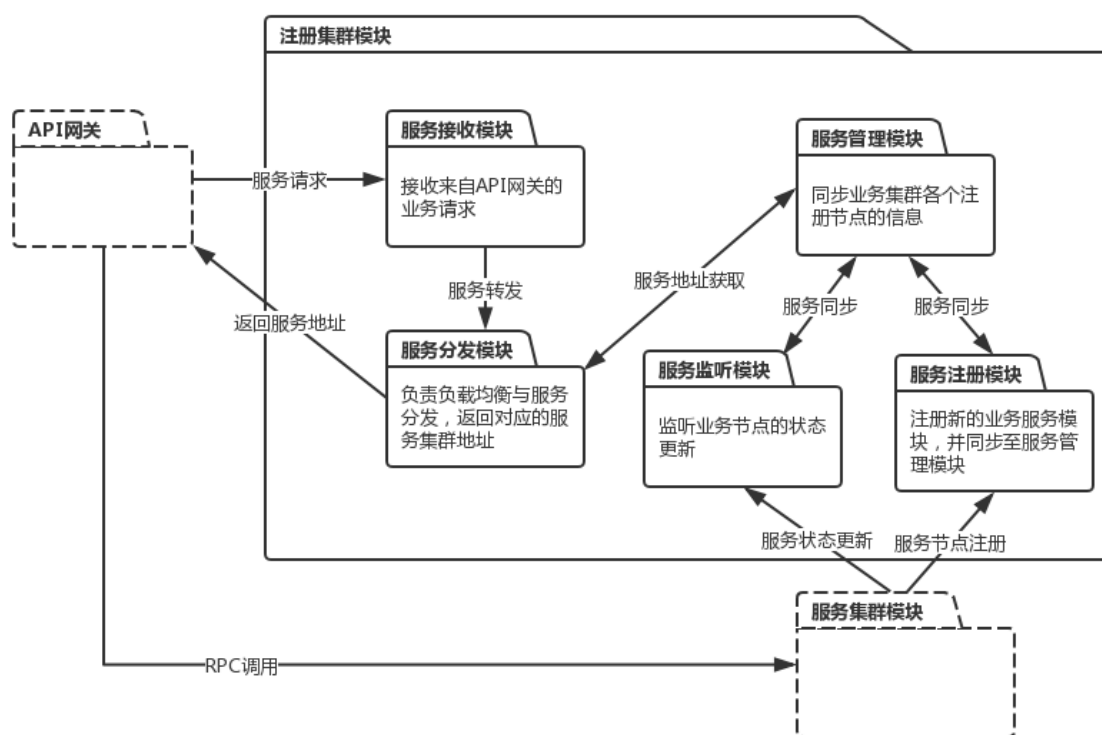 注册集群模块
API网关
服务接收模块
接收来自API网关的
业务请求
服务管理模块
同步业务集群各个注
册节点的信息
服务请求
服务转发
服务地址获取
服务同步
服务同步
返回服务地址
服务分发模块
负责负载均衡与服务
分发，返回对应的服
务集群地址
服务监听模块
监听业务节点的状态
更新
服务注册模块
注册新的业务服务模
块，并同步至服务管
理模块
服务状态更新
服务节点注册
服务集群模块
RPC调用